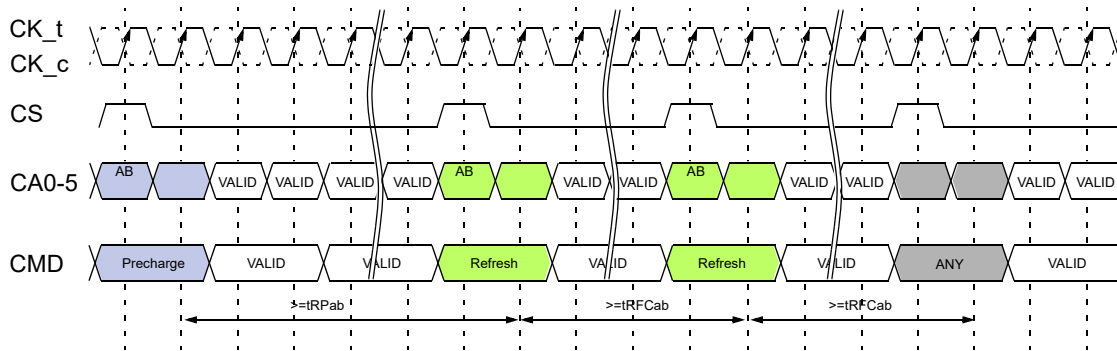 CK_t
CK_c
CS
CA0-5 AB VALID VALID VALID VALID AB VALID VALID AB VALID VALID VALID VALID
CMD Precharge VALID VALID Refresh VALID Refresh VALID ANY VALID
>=tRPab >=tRFCab >=tRFCab